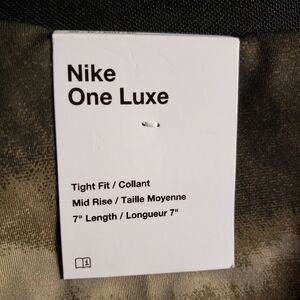 Nike
One Luxe
Tight Fit / Collant
Mid Rise / Taille Moyenne
7" Length / Longueur 7"